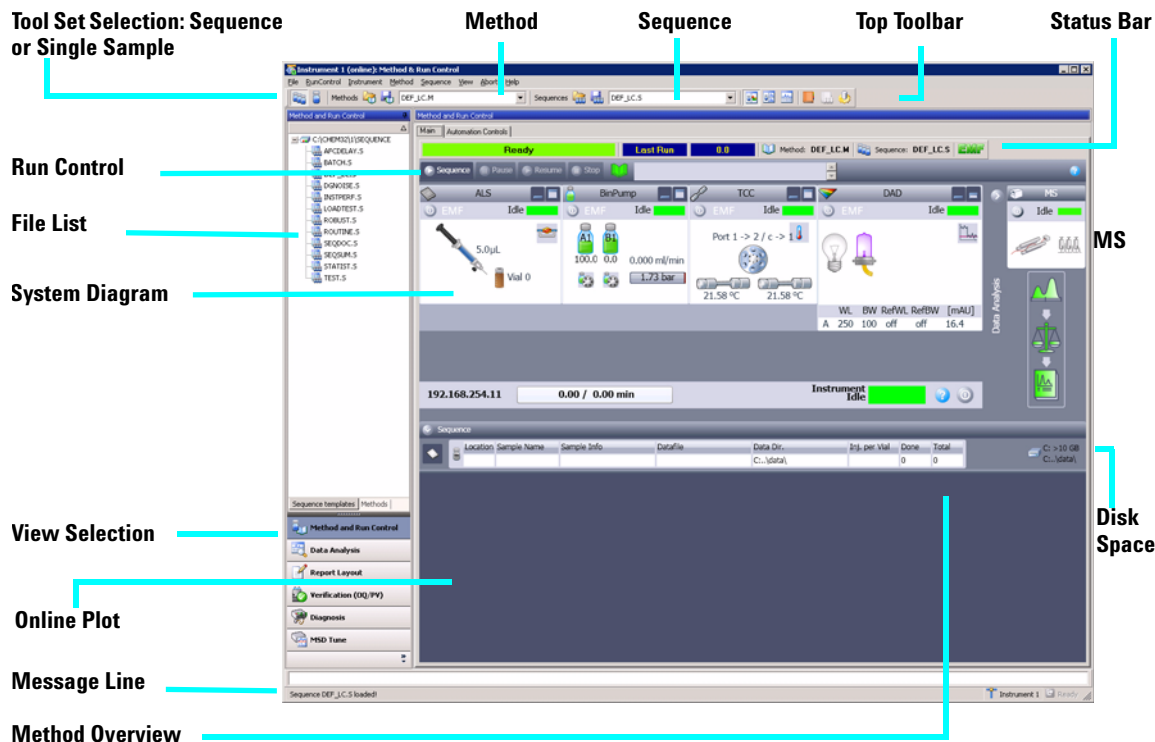 Tool Set Selection: Sequence
or Single Sample
Method
Sequence
Top Toolbar
Status Bar
Instrument 1 (online): Method & Run Control
File RunControl Instrument Method Sequence View Abort Help
Methods DEF_LC.M Sequences DEF_LC.S
Method and Run Control
Method and Run Control
Main Automation Controls
C:\CHEM32\1\SEQUENCE
APCDELAY.S
BATCH.S
DEF_LC.S
DGNOISE.S
INSTPERF.S
LOADTEST.S
ROBUST.S
ROUTINE.S
SEQDOC.S
SEQSUM.S
STATIST.S
TEST.S
Ready Last Run 0.0 Method: DEF_LC.M Sequence: DEF_LC.S
Run Control
Sequence Pause Resume Stop
ALS BinPump TCC DAD MS
EMF Idle EMF Idle EMF Idle EMF Idle Idle
File List
MS
5.0µL
Vial 0
A1 B1
100.0 0.0 0.000 ml/min
1.73 bar
Port 1 -> 2 / c -> 1
21.58 °C 21.58 °C
System Diagram
WL BW RefWL RefBW [mAU]
A 250 100 off off 16.4
Data Analysis
192.168.254.11 0.00 / 0.00 min Instrument
Idle
Sequence
Location Sample Name Sample Info Datafile Data Dir. Inj. per Vial Done Total
C:..\data\ 0 0
C: >10 GB
C:..\data\
Disk
Space
Sequence templates Methods
View Selection
Method and Run Control
Data Analysis
Report Layout
Verification (OQ/PV)
Diagnosis
MSD Tune
Online Plot
Message Line
Sequence DEF_LC.S loaded!
Instrument 1 Ready
Method Overview